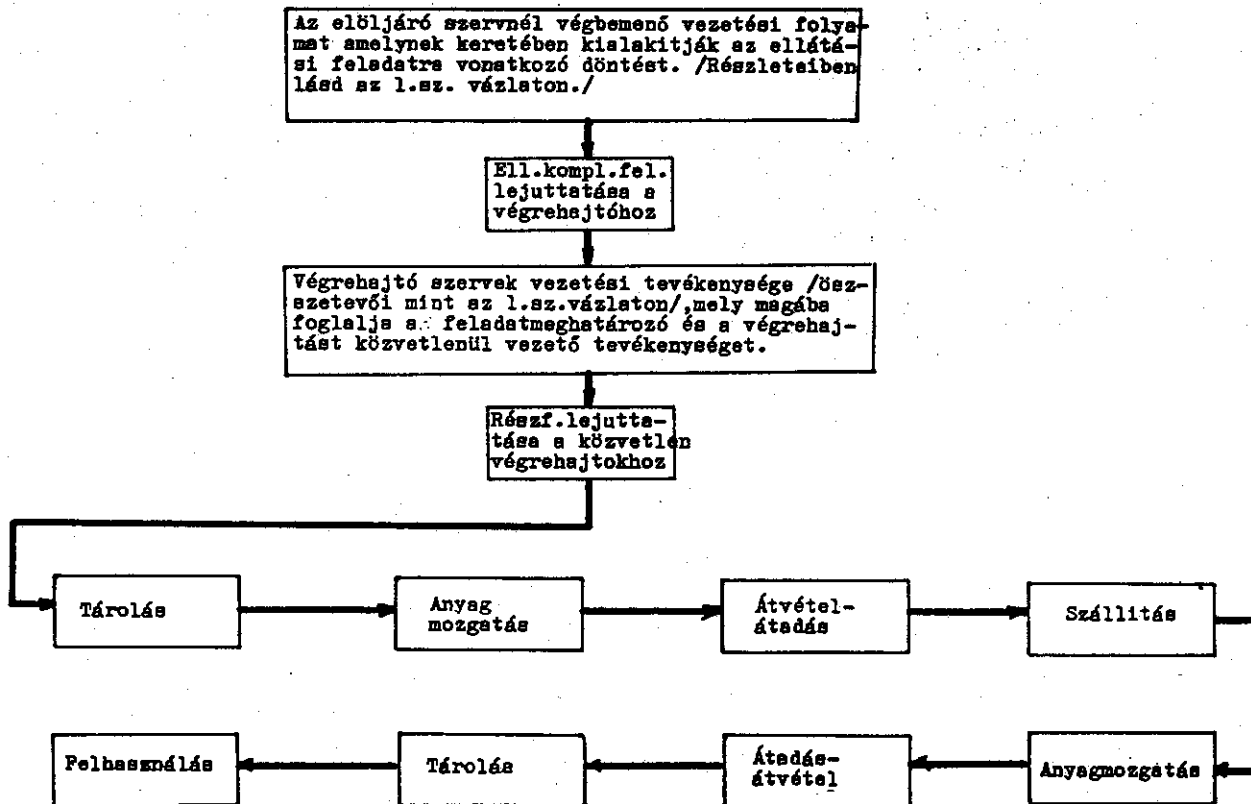 Az elöljáró szervnél végbemenő vezetési folya-
mat amelynek keretében kialakitják az ellátá-
si feladatra vonatkozó döntést. /Részleteiben
lásd az 1.sz. vázlaton./
Ell.kompl.fel.
lejuttatása a
végrehajtóhoz
Végrehajtó szervek vezetési tevékenysége /ösz-
szetevői mint az 1.sz.vázlaton/,mely magába
foglalja a feladatmeghatározó és a végrehaj-
tást közvetlenül vezető tevékenységet.
Részf.lejutta-
tása a közvetlen
végrehajtokhoz
Tárolás
Anyag
mozgatás
Átvétel-
átadás
Szállitás
Felhasználás
Tárolás
Átadás-
átvétel
Anyagmozgatás